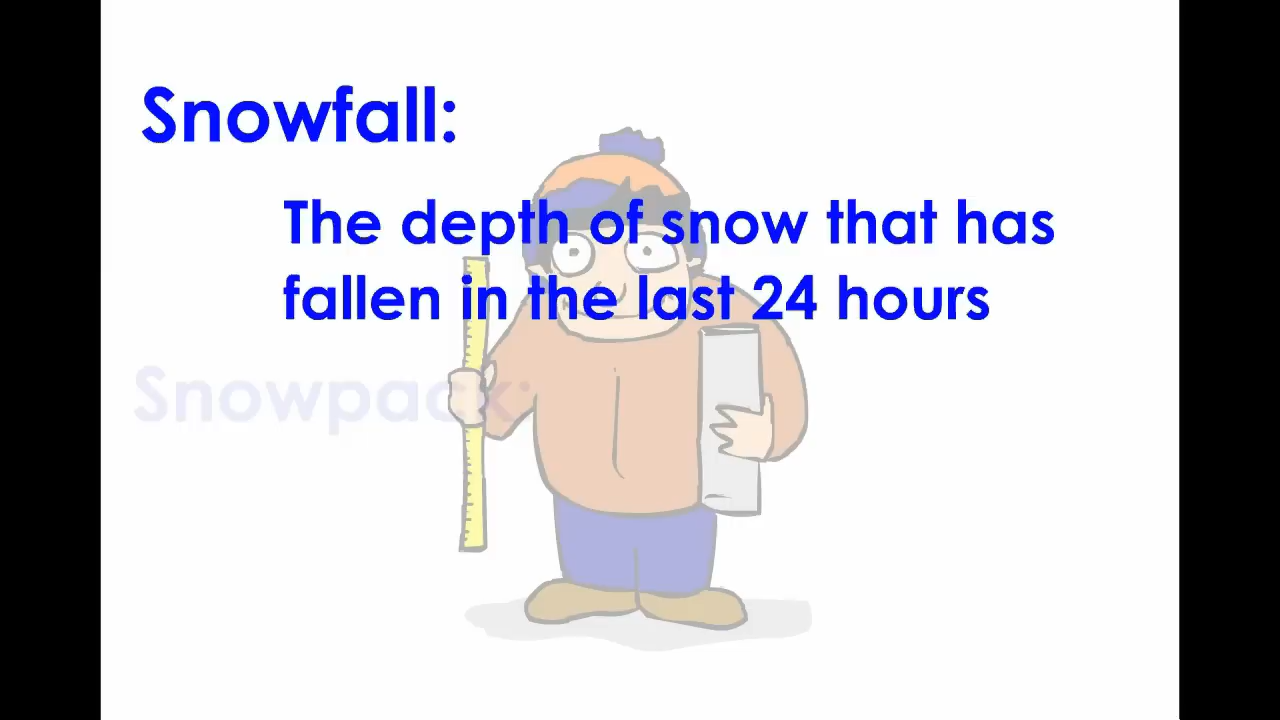 Snowfall:
The depth of snow that has
fallen in the last 24 hours
Snowpack: